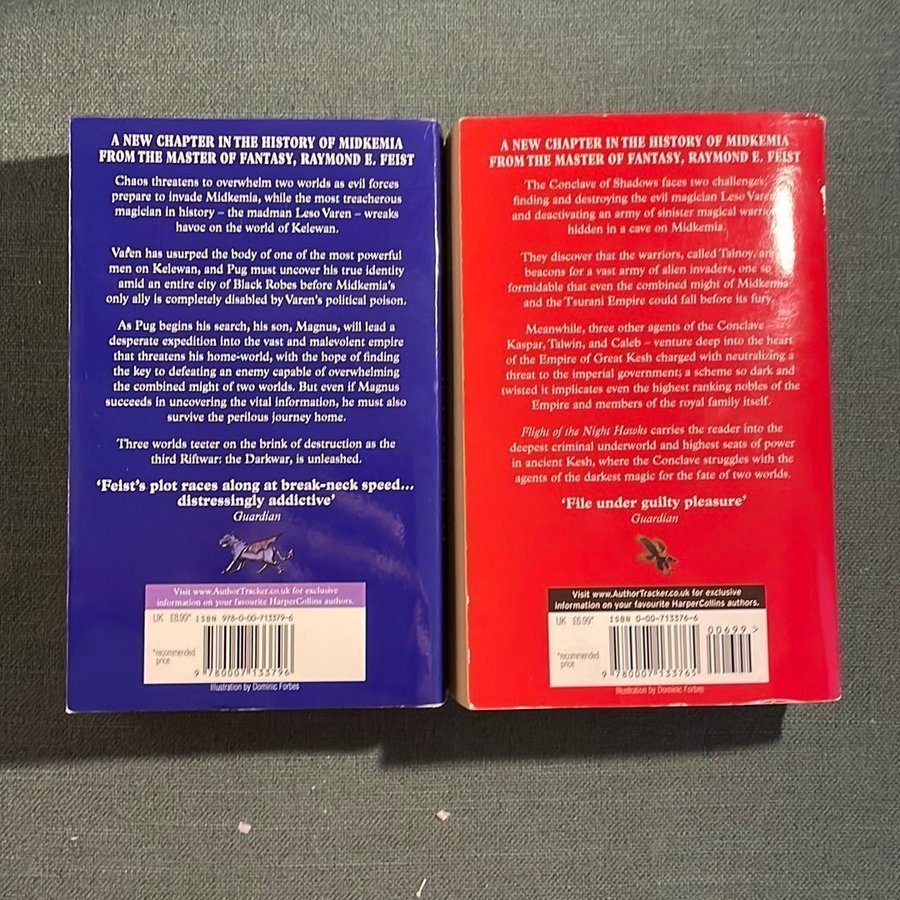 A NEW CHAPTER IN THE HISTORY OF MIDKEMIA
FROM THE MASTER OF FANTASY, RAYMOND E. FEIST
Chaos threatens to overwhelm two worlds as evil forces
prepare to invade Midkemia, while the most treacherous
magician in history – the madman Leso Varen – wreaks
havoc on the world of Kelewan.
Varen has usurped the body of one of the most powerful
men on Kelewan, and Pug must uncover his true identity
amid an entire city of Black Robes before Midkemia's
only ally is completely disabled by Varen's political poison.
As Pug begins his search, his son, Magnus, will lead a
desperate expedition into the vast and malevolent empire
that threatens his home-world, with the hope of finding
the key to defeating an enemy capable of overwhelming
the combined might of two worlds. But even if Magnus
succeeds in uncovering the vital information, he must also
survive the perilous journey home.
Three worlds teeter on the brink of destruction as the
third Riftwar: the Darkwar, is unleashed.
'Feist's plot races along at break-neck speed...
distressingly addictive'
Guardian
Visit www.AuthorTracker.co.uk for exclusive
information on your favourite HarperCollins authors.
UK £8.99* ISBN 978-0-00-713379-6
*recommended
price
9 780007 133796
Illustration by Dominic Forbes
A NEW CHAPTER IN THE HISTORY OF MIDKEMIA
FROM THE MASTER OF FANTASY, RAYMOND E. FEIST
The Conclave of Shadows faces two challenges:
finding and destroying the evil magician Leso Varen
and deactivating an army of sinister magical warriors
hidden in a cave on Midkemia.
They discover that the warriors, called Talnoy, are
beacons for a vast army of alien invaders, one so
formidable that even the combined might of Midkemia
and the Tsurani Empire could fall before its fury.
Meanwhile, three other agents of the Conclave –
Kaspar, Talwin, and Caleb – venture deep into the heart
of the Empire of Great Kesh charged with neutralizing a
threat to the imperial government; a scheme so dark and
twisted it implicates even the highest ranking nobles of the
Empire and members of the royal family itself.
Flight of the Night Hawks carries the reader into the
deepest criminal underworld and highest seats of power
in ancient Kesh, where the Conclave struggles with the
agents of the darkest magic for the fate of two worlds.
'File under guilty pleasure'
Guardian
Visit www.AuthorTracker.co.uk for exclusive
information on your favourite HarperCollins authors.
UK £6.99* ISBN 0-00-713376-6
00699 >
*recommended
price
9 780007 133765
Illustration by Dominic Forbes